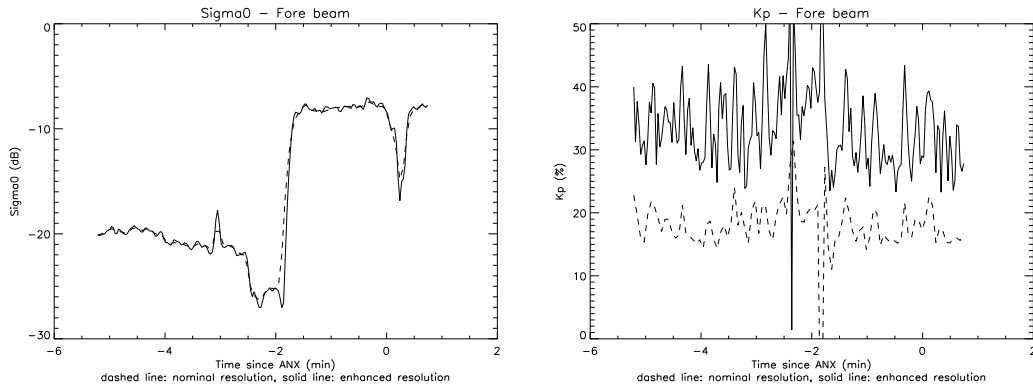 Sigma0 – Fore beam
Sigma0 (dB)
0
-10
-20
-30
-6
-4
-2
0
2
Time since ANX (min)
dashed line: nominal resolution, solid line: enhanced resolution
Kp – Fore beam
Kp (%)
50
40
30
20
10
0
-6
-4
-2
0
2
Time since ANX (min)
dashed line: nominal resolution, solid line: enhanced resolution